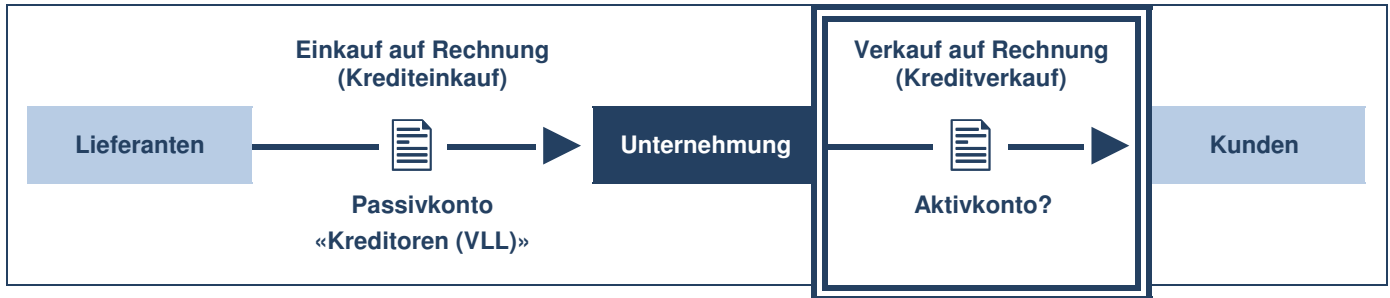 Einkauf auf Rechnung
(Krediteinkauf)
Verkauf auf Rechnung
(Kreditverkauf)
Lieferanten
Unternehmung
Kunden
Passivkonto
«Kreditoren (VLL)»
Aktivkonto?